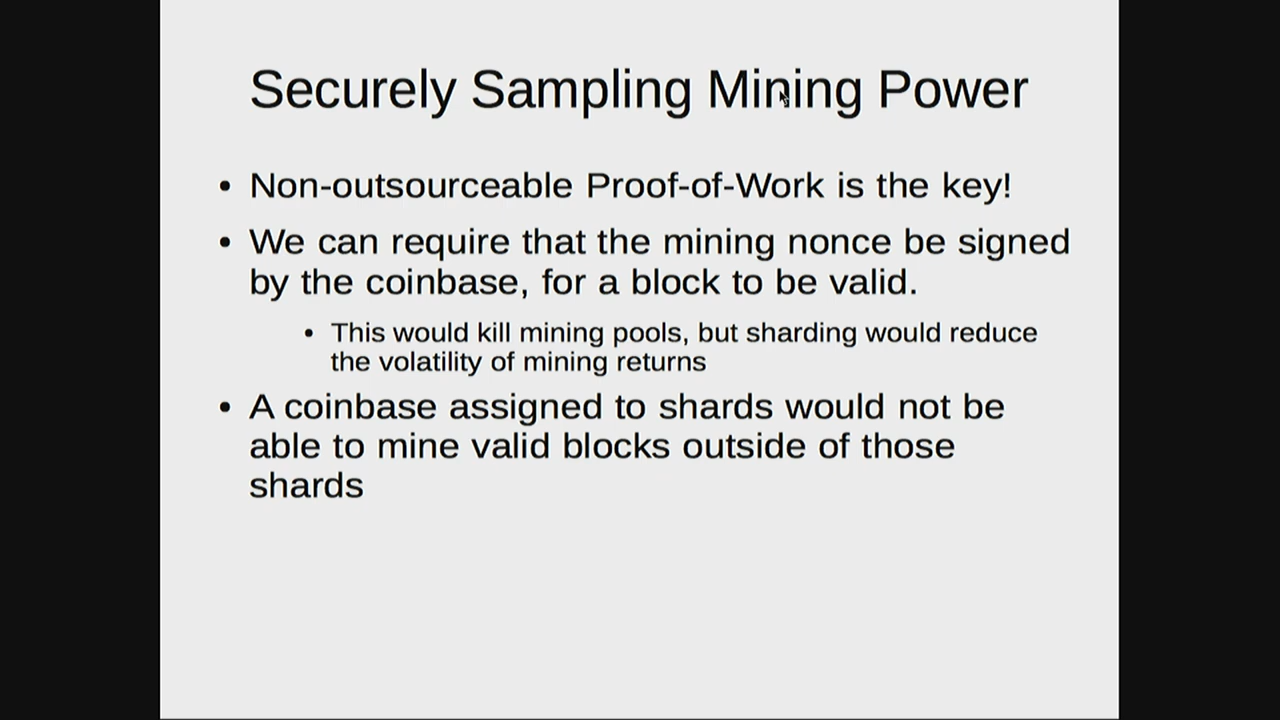 Securely Sampling Mining Power
• Non-outsourceable Proof-of-Work is the key!
• We can require that the mining nonce be signed
by the coinbase, for a block to be valid.
• This would kill mining pools, but sharding would reduce
the volatility of mining returns
• A coinbase assigned to shards would not be
able to mine valid blocks outside of those
shards